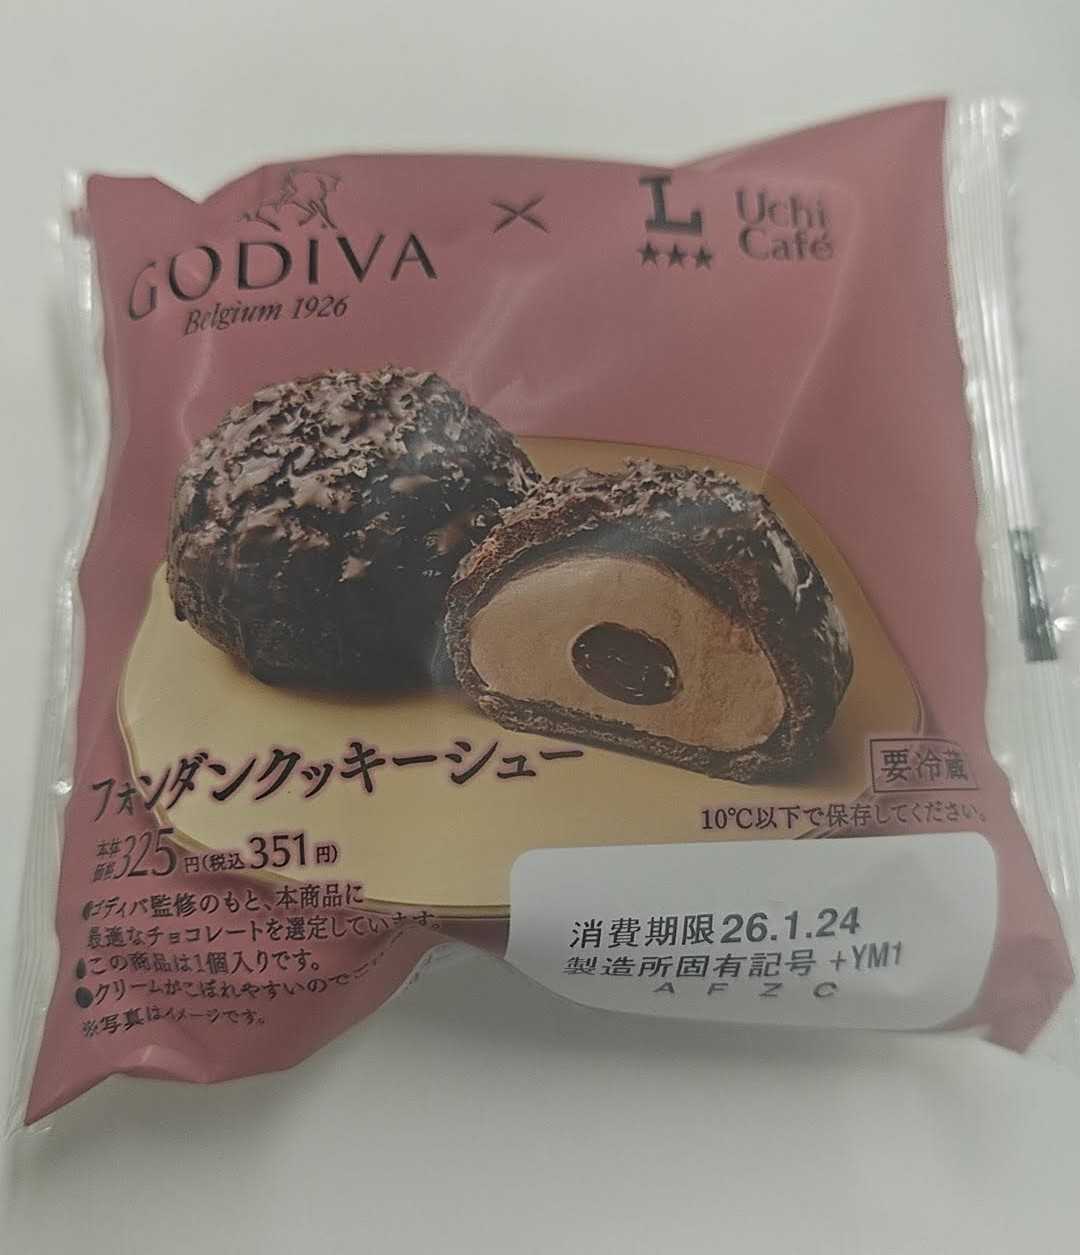 GODIVA
Belgium 1926
×
L
★★★
Uchi
Café
フォンダンクッキーシュー
本体
価格325円(税込351円)
要冷蔵
10℃以下で保存してください。
●ゴディバ監修のもと、本商品に
最適なチョコレートを選定しています。
●この商品は1個入りです。
●クリームがこぼれやすいのでご
※写真はイメージです。
消費期限26.1.24
製造所固有記号+YM1
AFZC